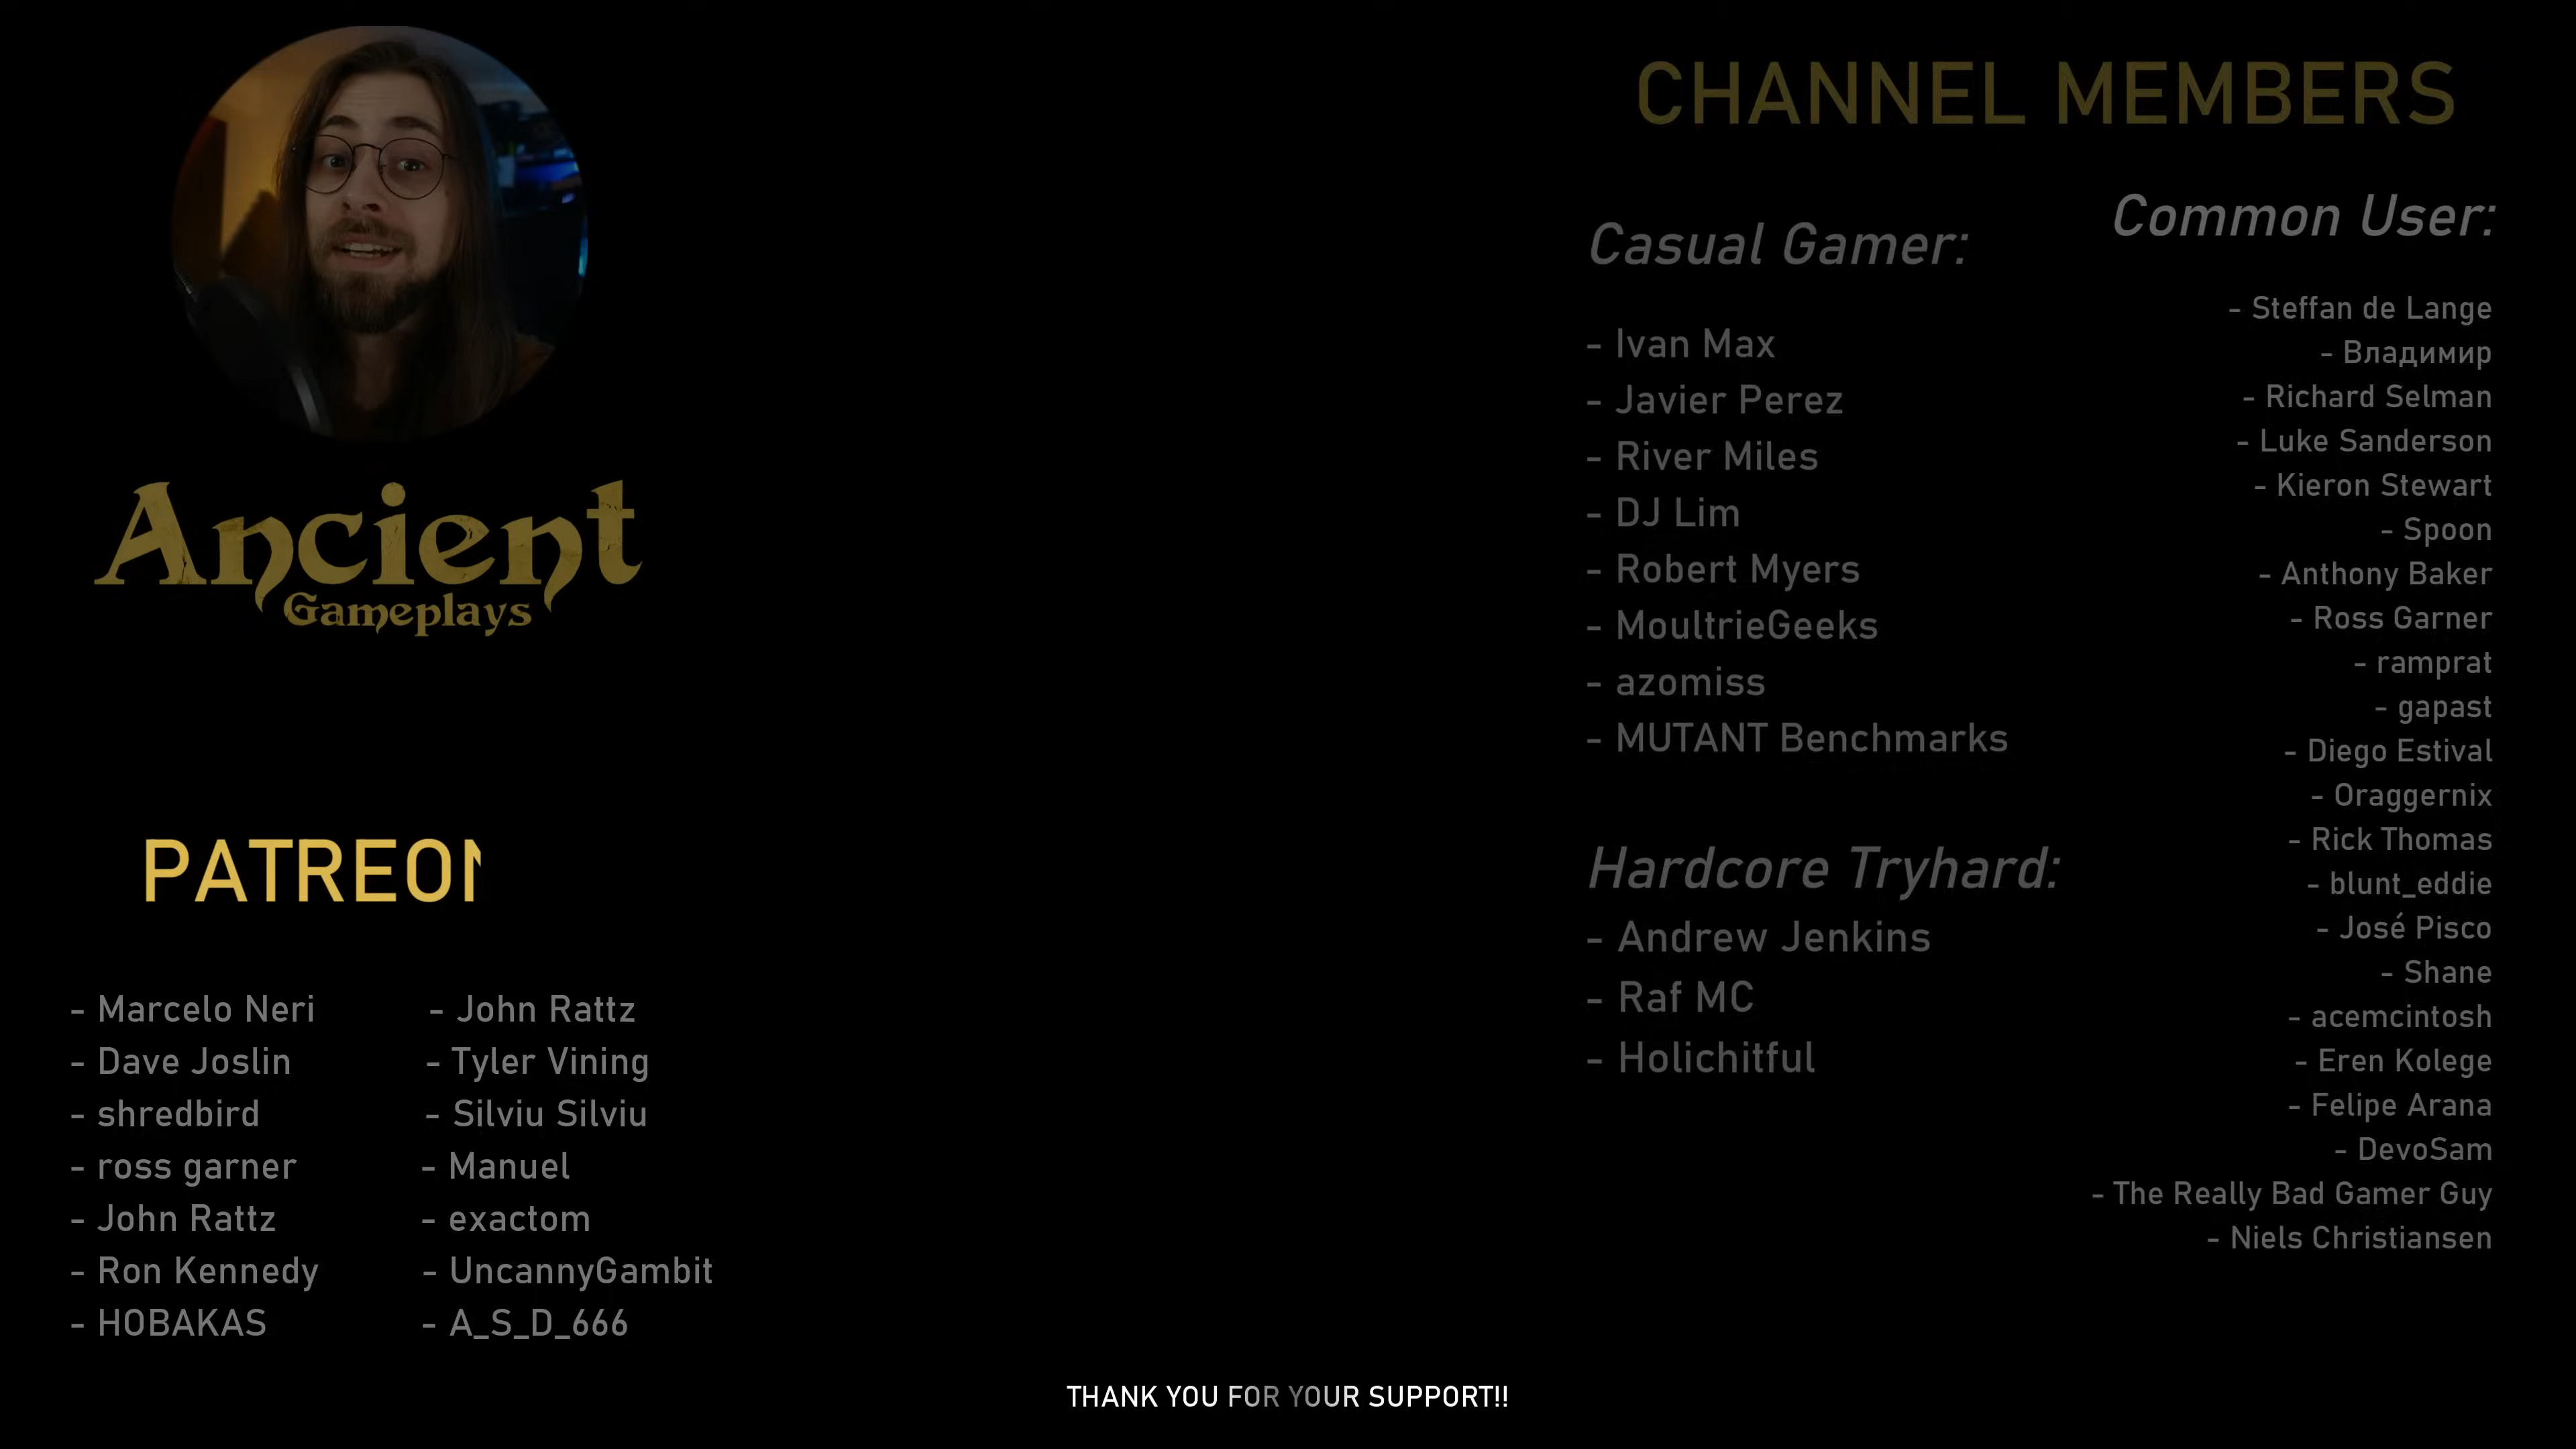 Ancient
Gameplays
PATREON
- Marcelo Neri
- Dave Joslin
- shredbird
- ross garner
- John Rattz
- Ron Kennedy
- HOBAKAS
- John Rattz
- Tyler Vining
- Silviu Silviu
- Manuel
- exactom
- UncannyGambit
- A_S_D_666
CHANNEL MEMBERS
Casual Gamer:
- Ivan Max
- Javier Perez
- River Miles
- DJ Lim
- Robert Myers
- MoultrieGeeks
- azomiss
- MUTANT Benchmarks
Hardcore Tryhard:
- Andrew Jenkins
- Raf MC
- Holichitful
Common User:
- Steffan de Lange
- Владимир
- Richard Selman
- Luke Sanderson
- Kieron Stewart
- Spoon
- Anthony Baker
- Ross Garner
- ramprat
- gapast
- Diego Estival
- Oraggernix
- Rick Thomas
- blunt_eddie
- José Pisco
- Shane
- acemcintosh
- Eren Kolege
- Felipe Arana
- DevoSam
- The Really Bad Gamer Guy
- Niels Christiansen
THANK YOU FOR YOUR SUPPORT!!